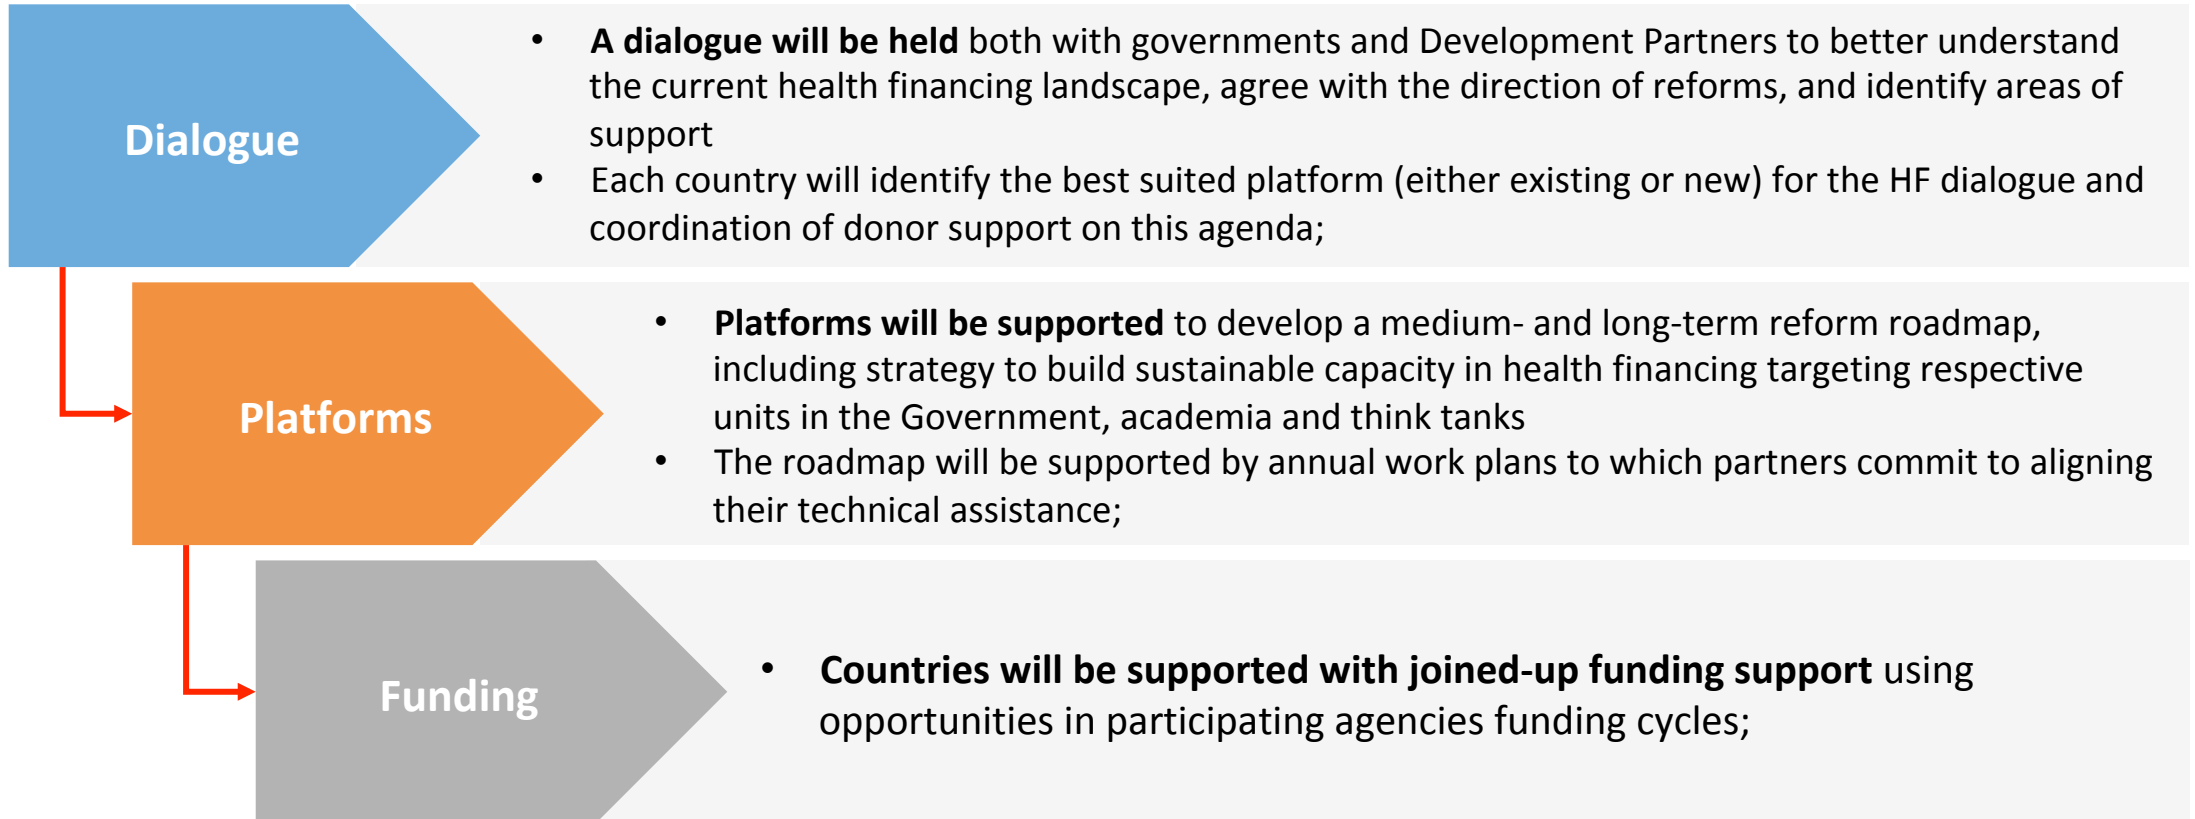 Dialogue
• A dialogue will be held both with governments and Development Partners to better understand
the current health financing landscape, agree with the direction of reforms, and identify areas of
support
• Each country will identify the best suited platform (either existing or new) for the HF dialogue and
coordination of donor support on this agenda;
Platforms
• Platforms will be supported to develop a medium- and long-term reform roadmap,
including strategy to build sustainable capacity in health financing targeting respective
units in the Government, academia and think tanks
• The roadmap will be supported by annual work plans to which partners commit to aligning
their technical assistance;
Funding
• Countries will be supported with joined-up funding support using
opportunities in participating agencies funding cycles;